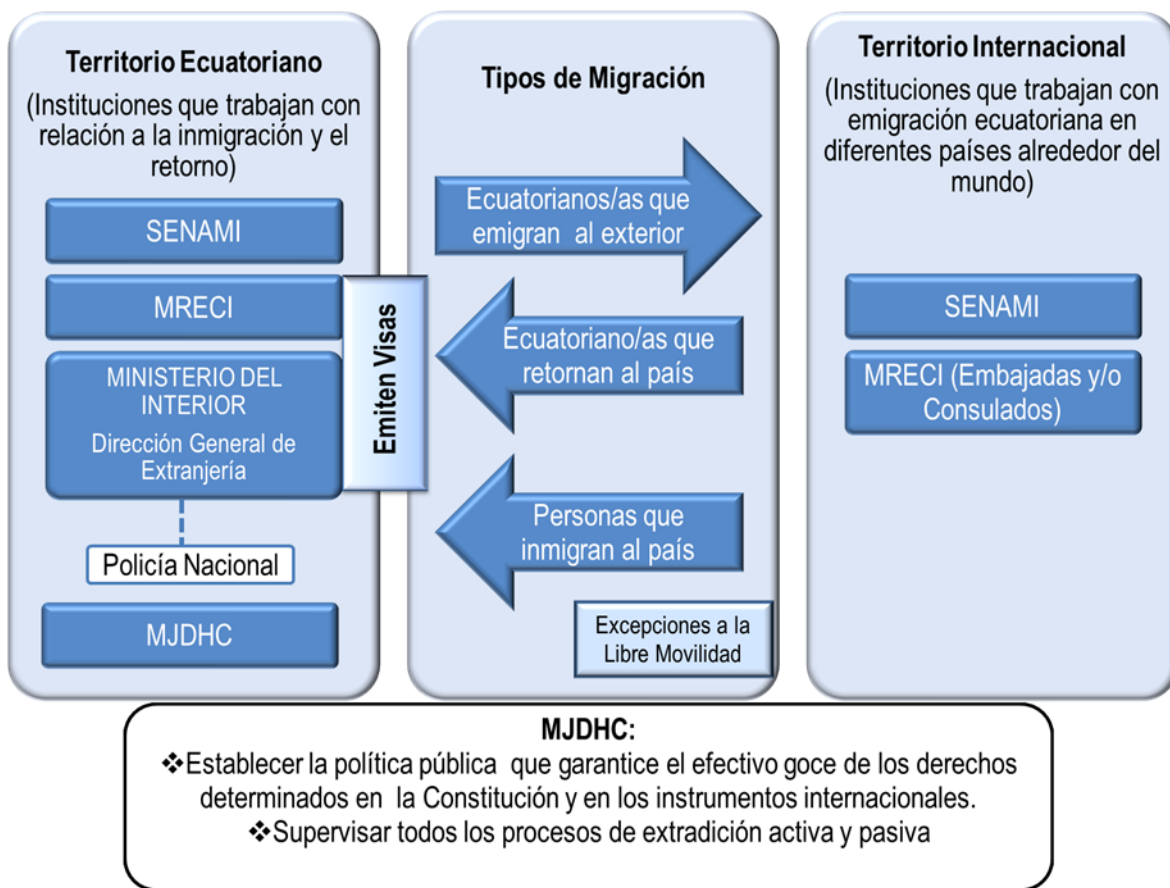 Territorio Ecuatoriano
(Instituciones que trabajan con
relación a la inmigración y el
retorno)
SENAMI
MRECI
MINISTERIO DEL
INTERIOR
Dirección General de
Extranjería
Policía Nacional
MJDHC
Emiten Visas
Tipos de Migración
Ecuatorianos/as que
emigran al exterior
Ecuatoriano/as que
retornan al país
Personas que
inmigran al país
Excepciones a la
Libre Movilidad
Territorio Internacional
(Instituciones que trabajan con
emigración ecuatoriana en
diferentes países alrededor del
mundo)
SENAMI
MRECI (Embajadas y/o
Consulados)
MJDHC:
❖Establecer la política pública que garantice el efectivo goce de los derechos
determinados en la Constitución y en los instrumentos internacionales.
❖Supervisar todos los procesos de extradición activa y pasiva